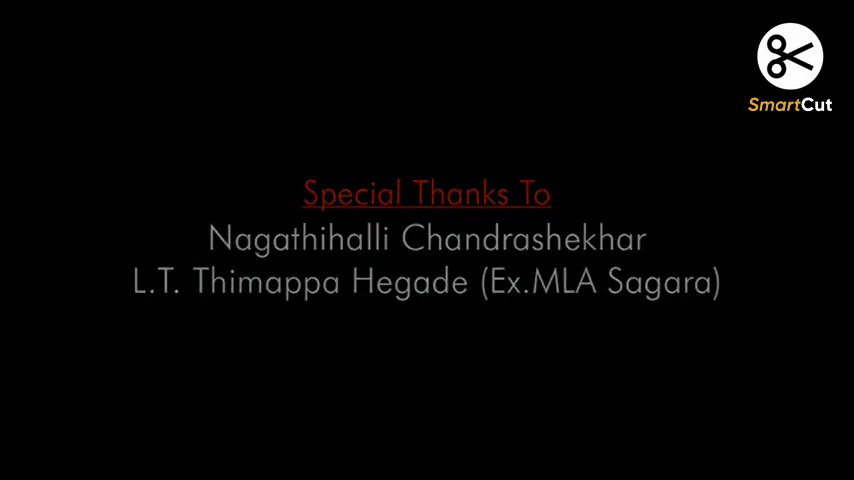 SmartCut
Special Thanks To
Nagathihalli Chandrashekhar
L.T. Thimappa Hegade (Ex.MLA Sagara)